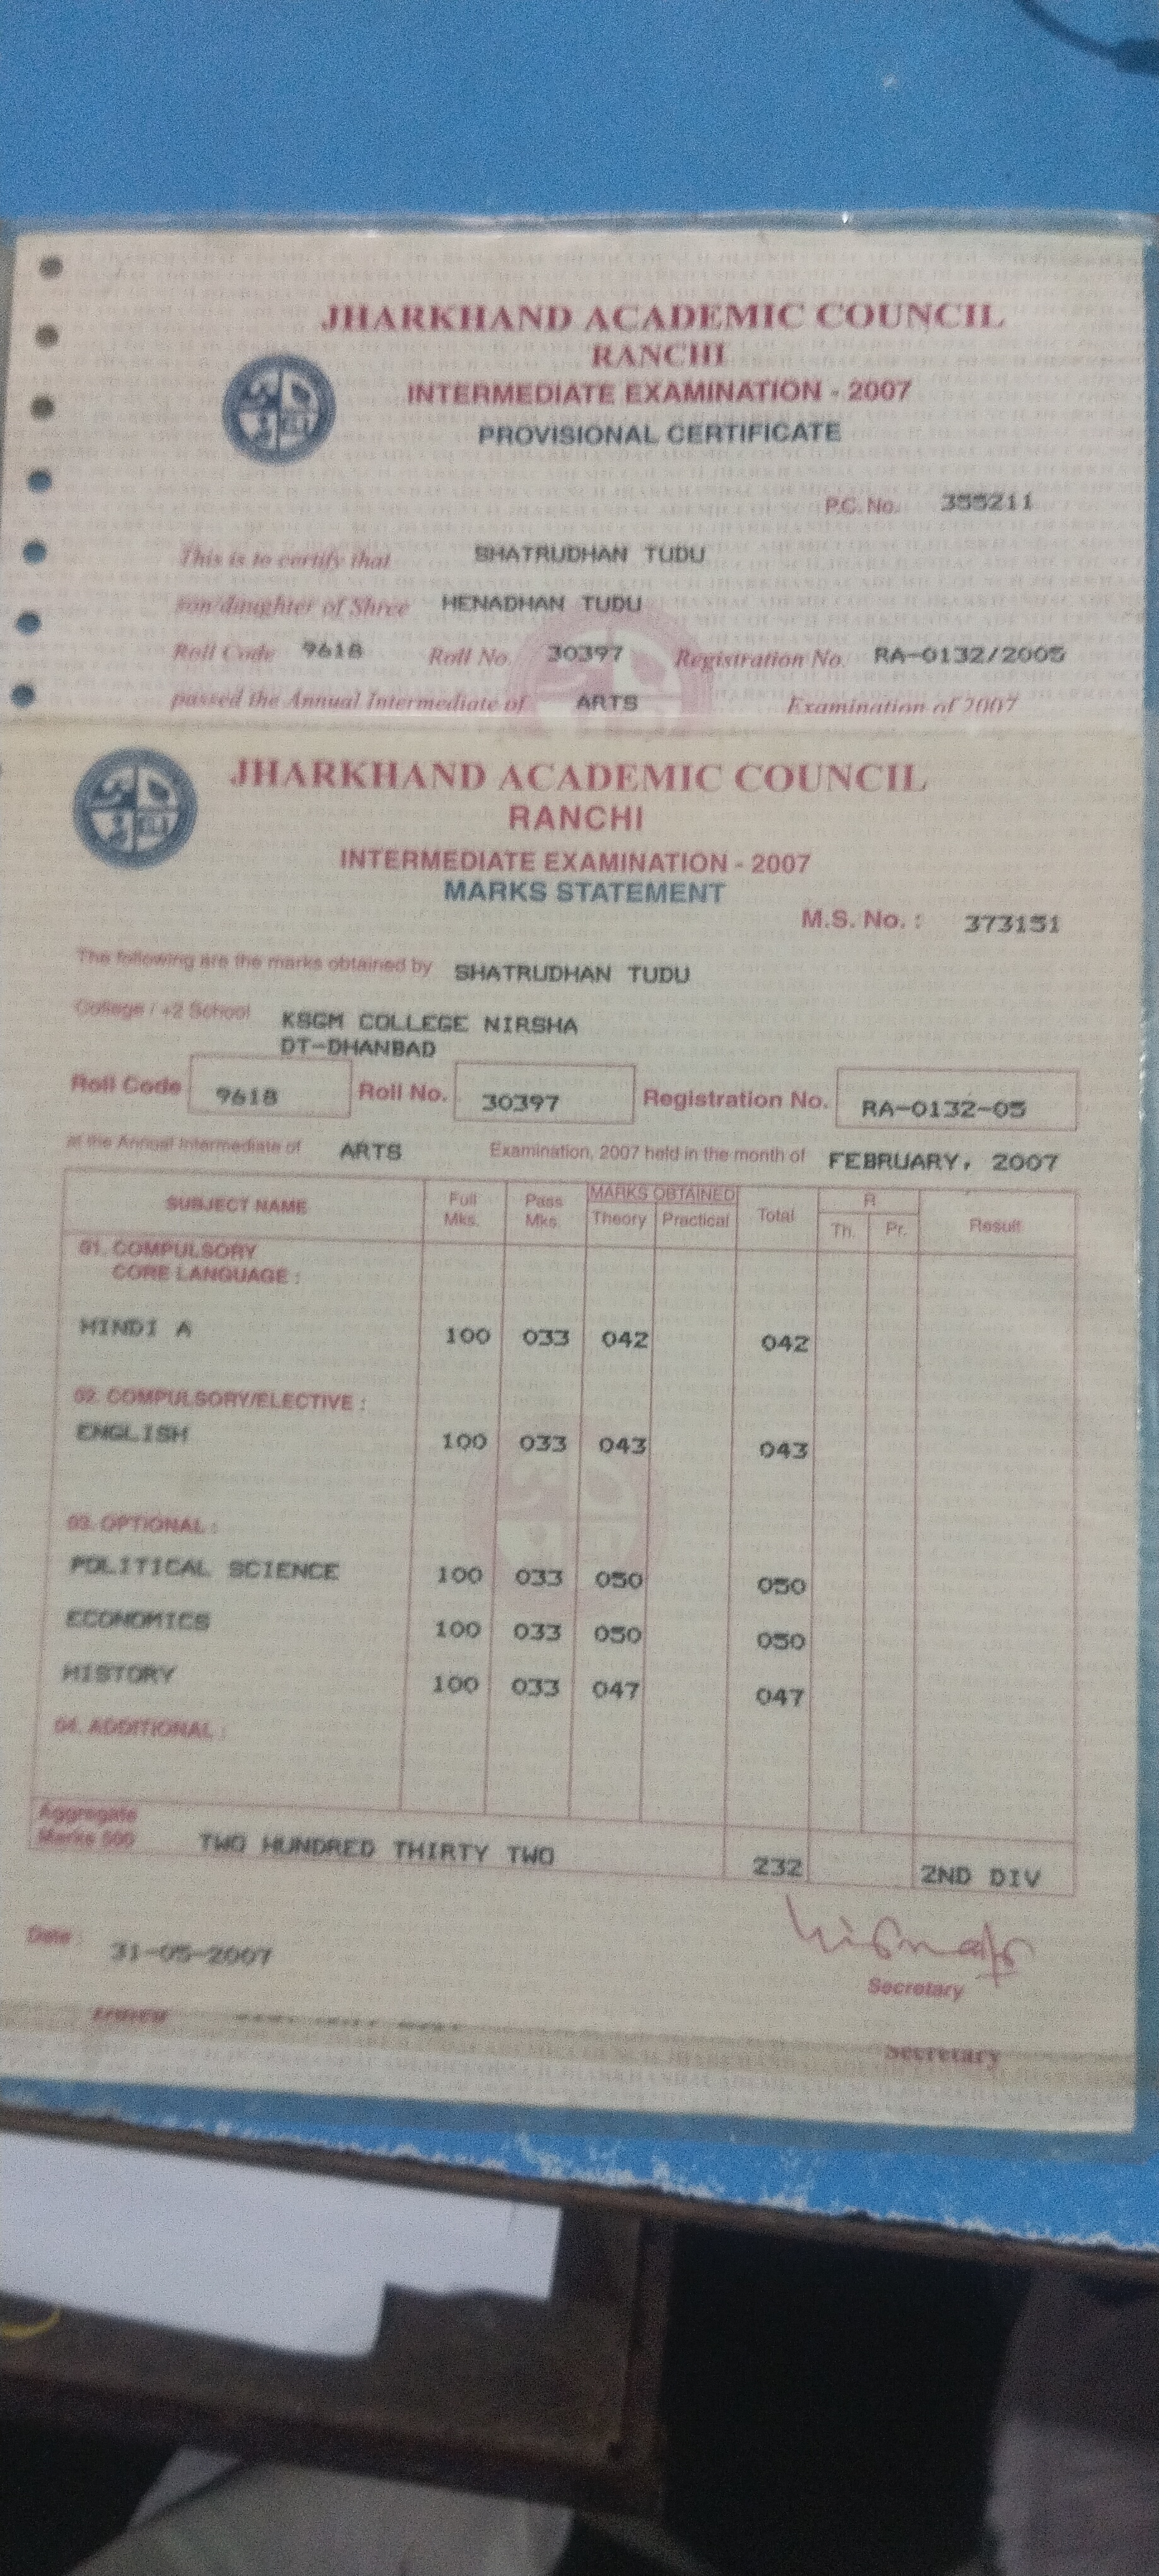 JHARKHAND ACADEMIC COUNCIL
RANCHI
INTERMEDIATE EXAMINATION - 2007
PROVISIONAL CERTIFICATE
P.C. No. 355211
This is to certify that SHATRUDHAN TUDU
son/daughter of Shree HENADHAN TUDU
Roll Code 9618 Roll No. 30397 Registration No. RA-0132/2005
passed the Annual Intermediate of ARTS Examination of 2007
JHARKHAND ACADEMIC COUNCIL
RANCHI
INTERMEDIATE EXAMINATION - 2007
MARKS STATEMENT
M.S. No. : 373151
The following are the marks obtained by SHATRUDHAN TUDU
College / +2 School KSGM COLLEGE NIRSHA
DT-DHANBAD
Roll Code 9618 Roll No. 30397 Registration No. RA-0132-05
at the Annual Intermediate of ARTS Examination, 2007 held in the month of FEBRUARY, 2007
SUBJECT NAME Full Mks. Pass Mks. MARKS OBTAINED Theory Practical Total R Th. Pr. Result
01. COMPULSORY
CORE LANGUAGE :
HINDI A 100 033 042 042
02. COMPULSORY/ELECTIVE :
ENGLISH 100 033 043 043
03. OPTIONAL :
POLITICAL SCIENCE 100 033 050 050
ECONOMICS 100 033 050 050
HISTORY 100 033 047 047
04. ADDITIONAL :
Aggregate
Marks 500 TWO HUNDRED THIRTY TWO 232 2ND DIV
Date : 31-05-2007
Secretary
Secretary